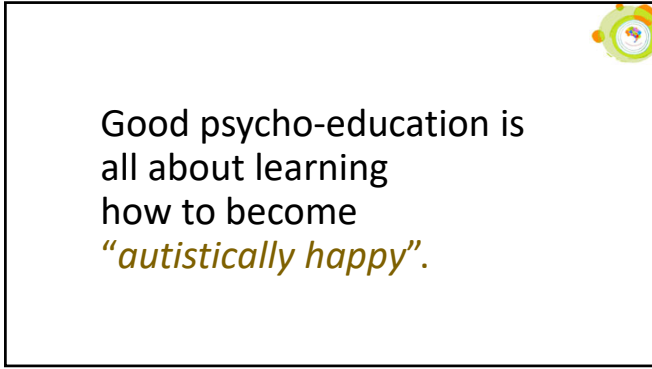 Good psycho-education is
all about learning
how to become
“autistically happy”.